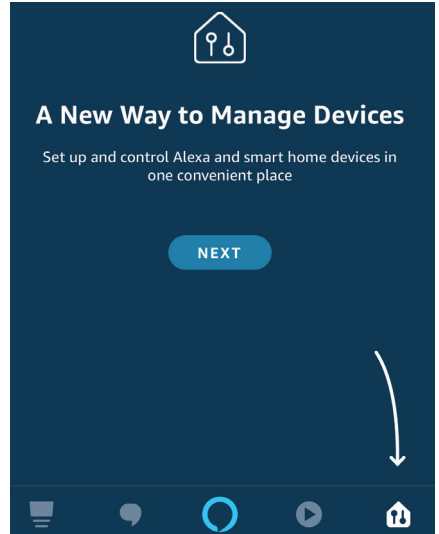 A New Way to Manage Devices
Set up and control Alexa and smart home devices in
one convenient place
NEXT